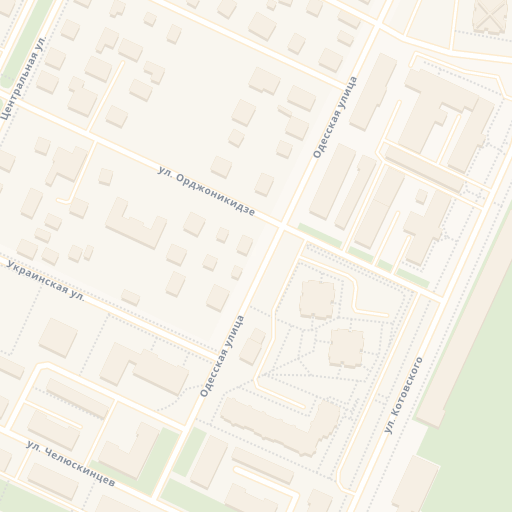 Центральная ул.
Одесская улица
ул. Орджоникидзе
Украинская ул.
Одесская улица
ул. Котовского
ул. Челюскинцев